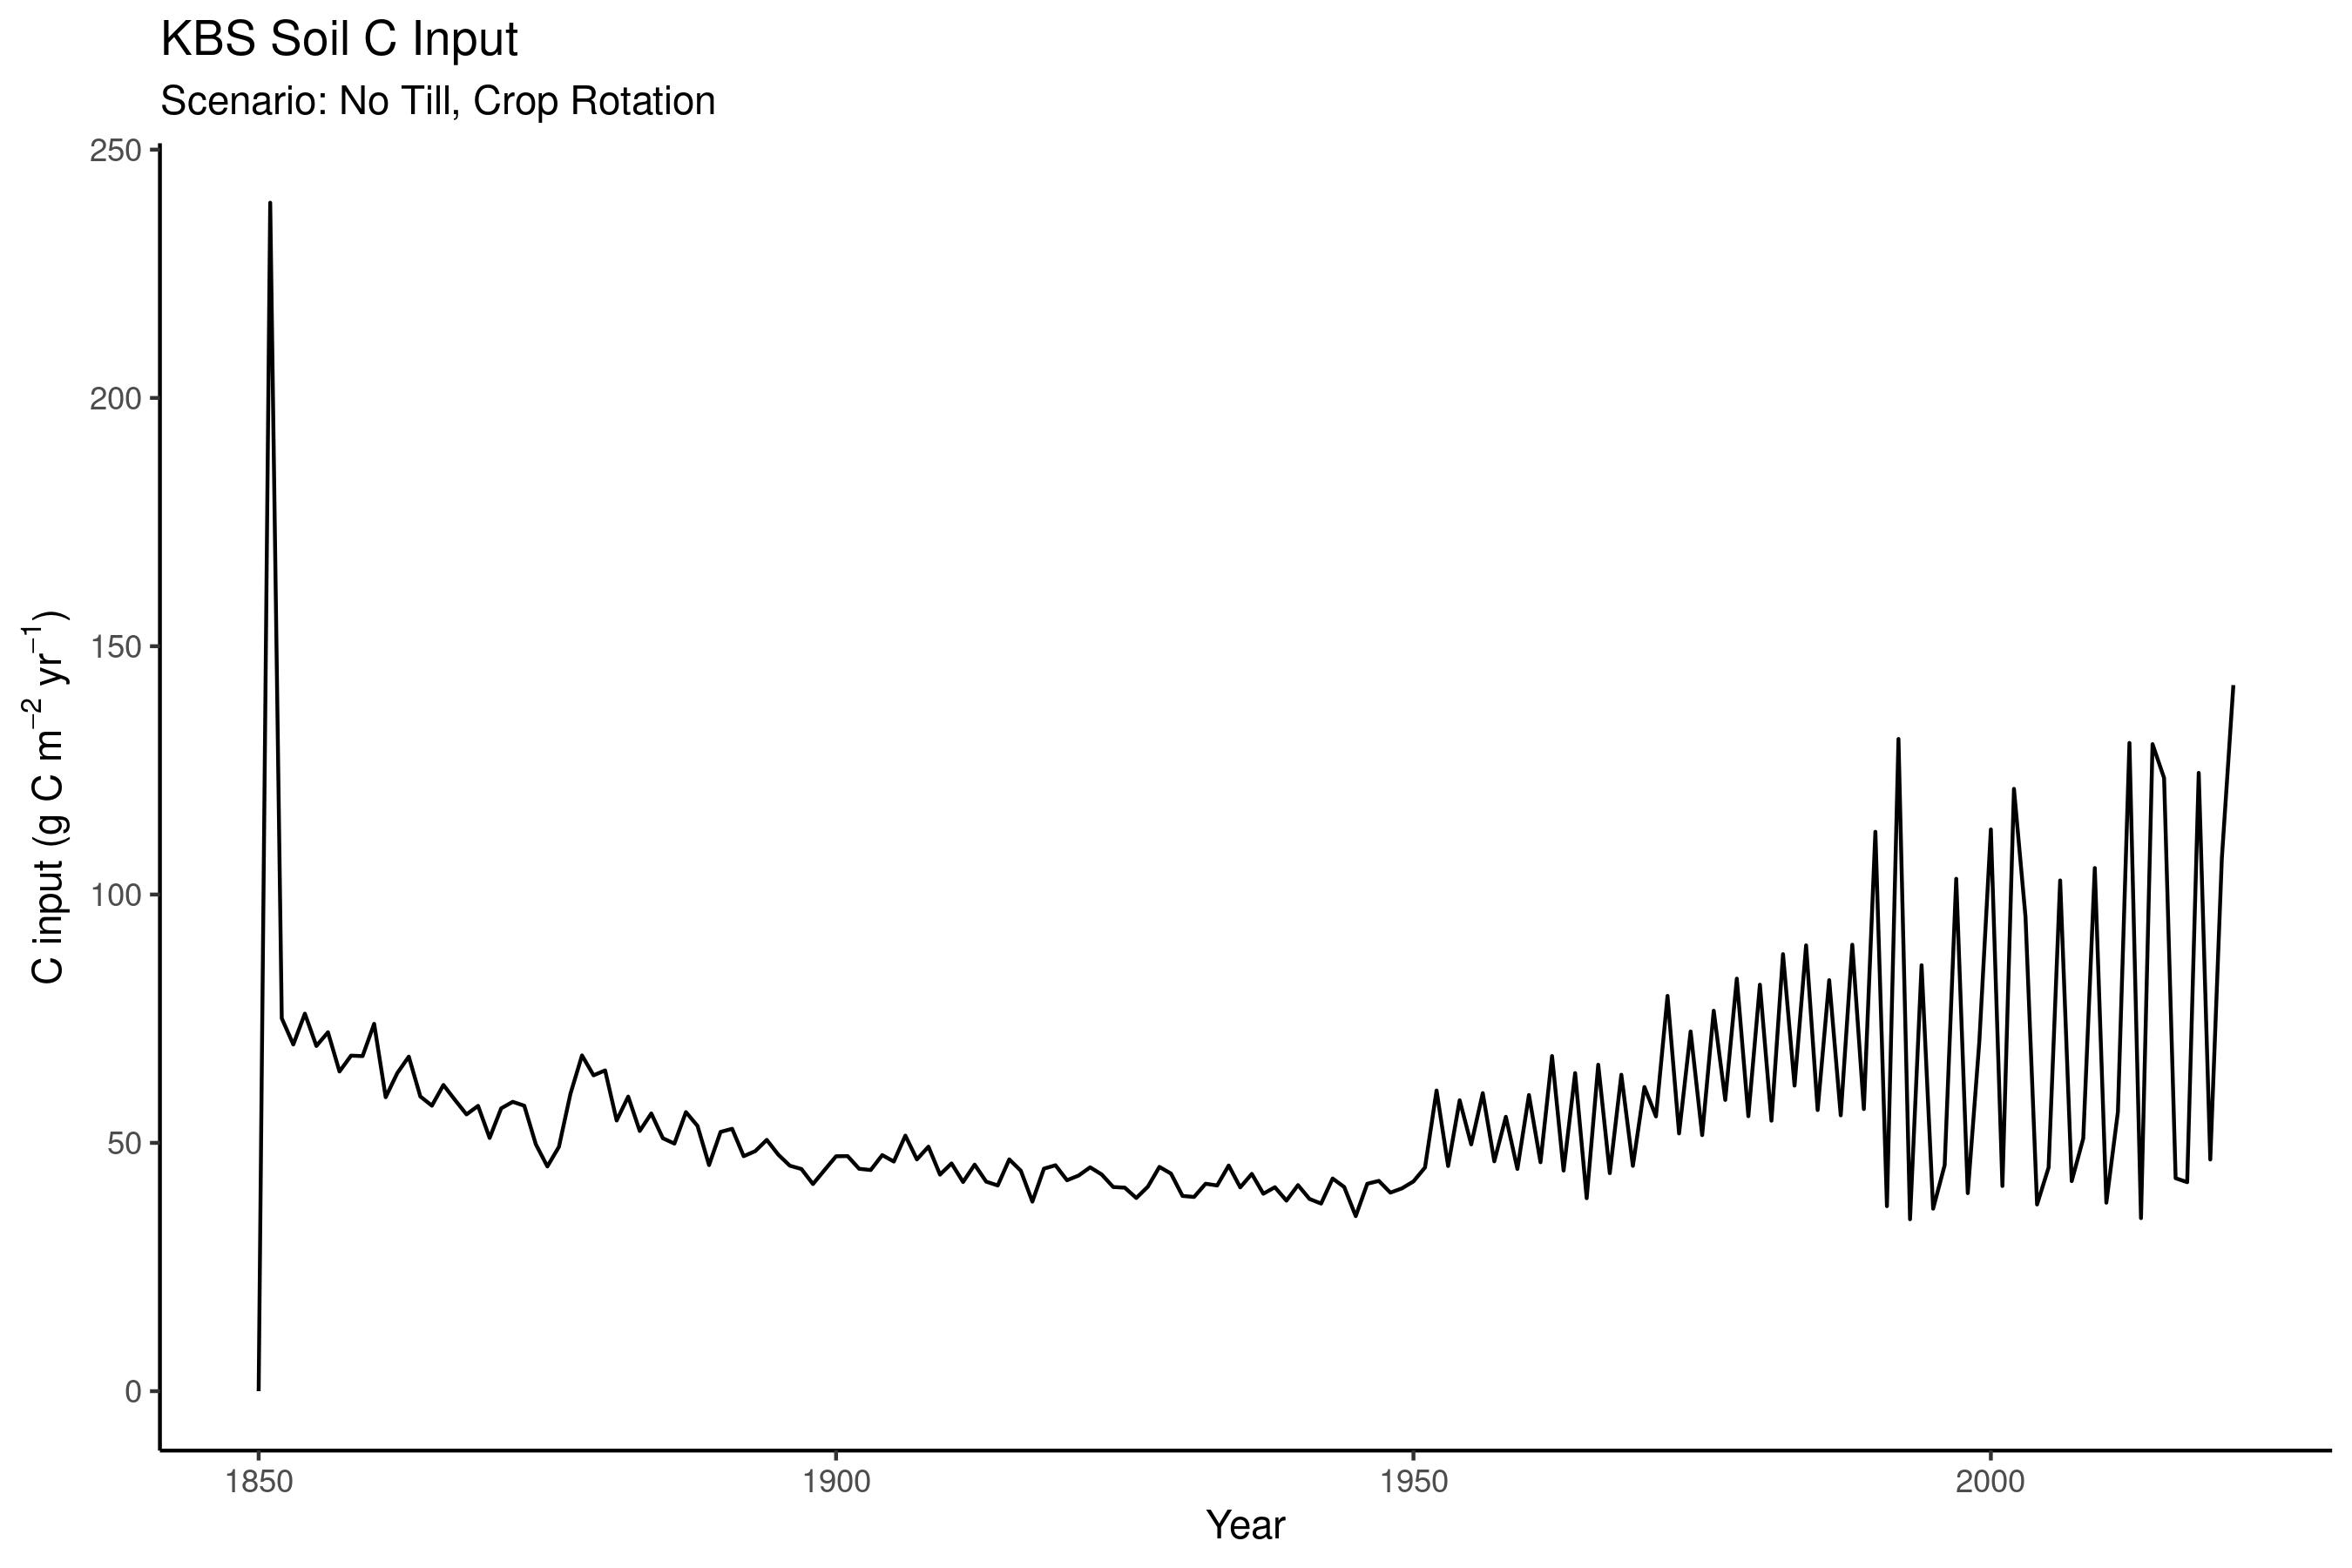 KBS Soil C Input
Scenario: No Till, Crop Rotation
250
200
150
100
50
0
C input (g C m⁻² yr⁻¹)
1850 1900 1950 2000
Year